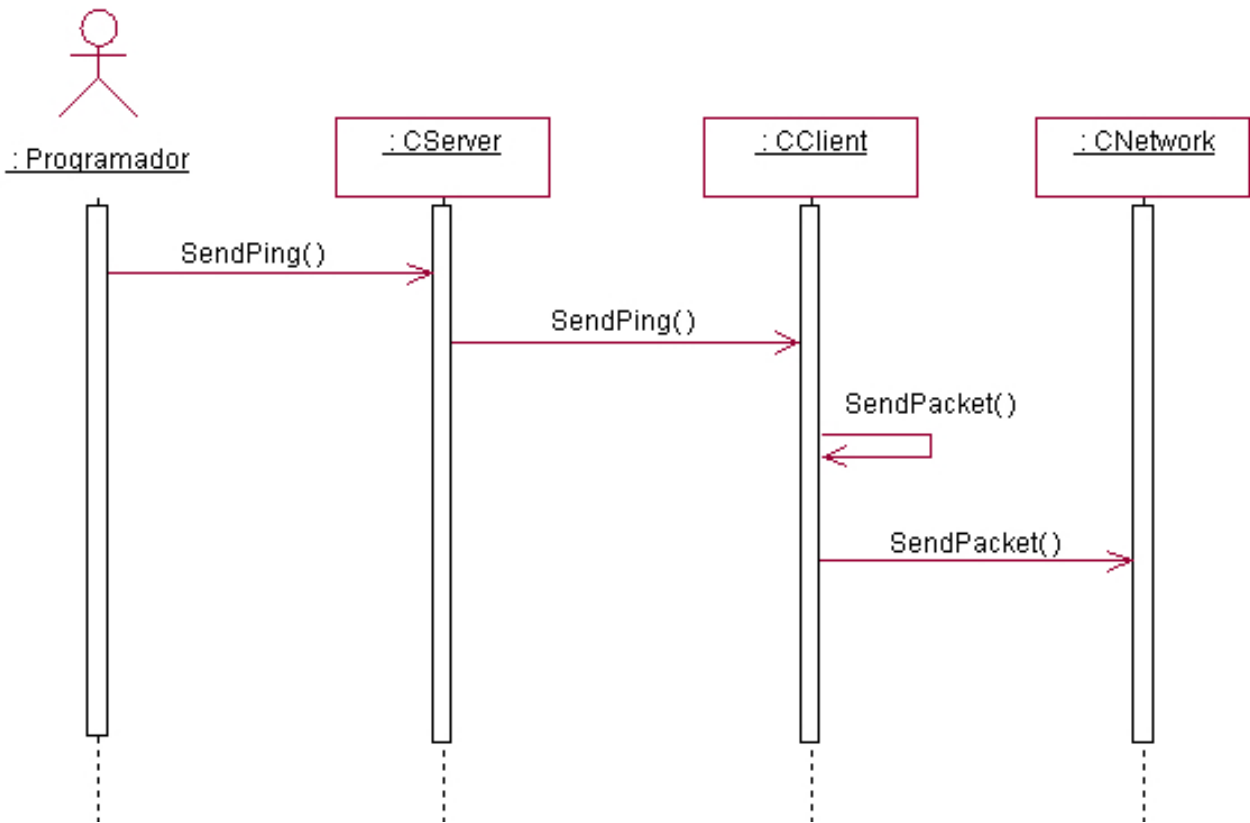 : Programador
: CServer
: CClient
: CNetwork
SendPing()
SendPing()
SendPacket()
SendPacket()